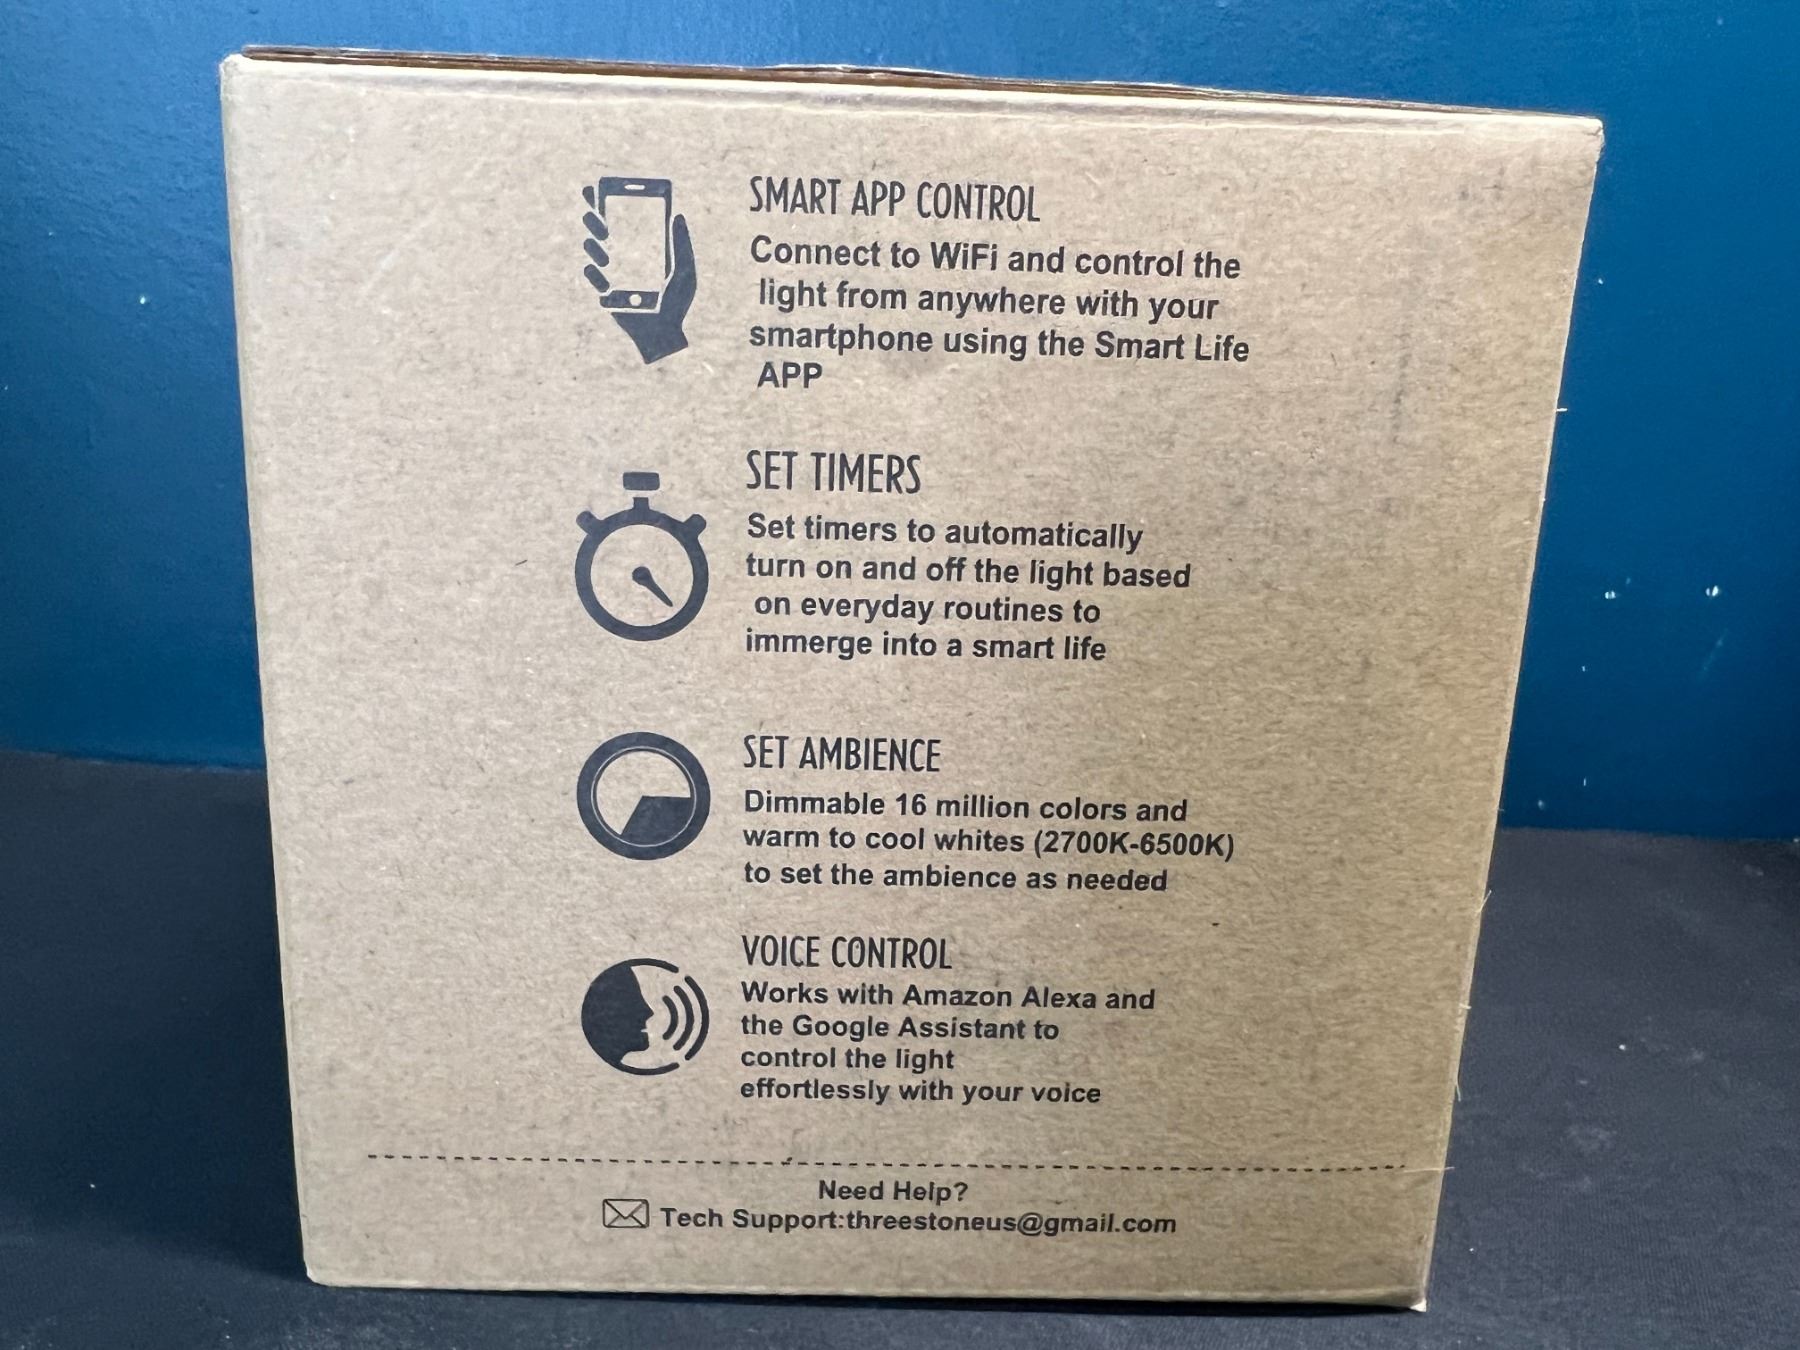 SMART APP CONTROL
Connect to WiFi and control the
light from anywhere with your
smartphone using the Smart Life
APP
SET TIMERS
Set timers to automatically
turn on and off the light based
on everyday routines to
immerge into a smart life
SET AMBIENCE
Dimmable 16 million colors and
warm to cool whites (2700K-6500K)
to set the ambience as needed
VOICE CONTROL
Works with Amazon Alexa and
the Google Assistant to
control the light
effortlessly with your voice
Need Help?
Tech Support:threestoneus@gmail.com